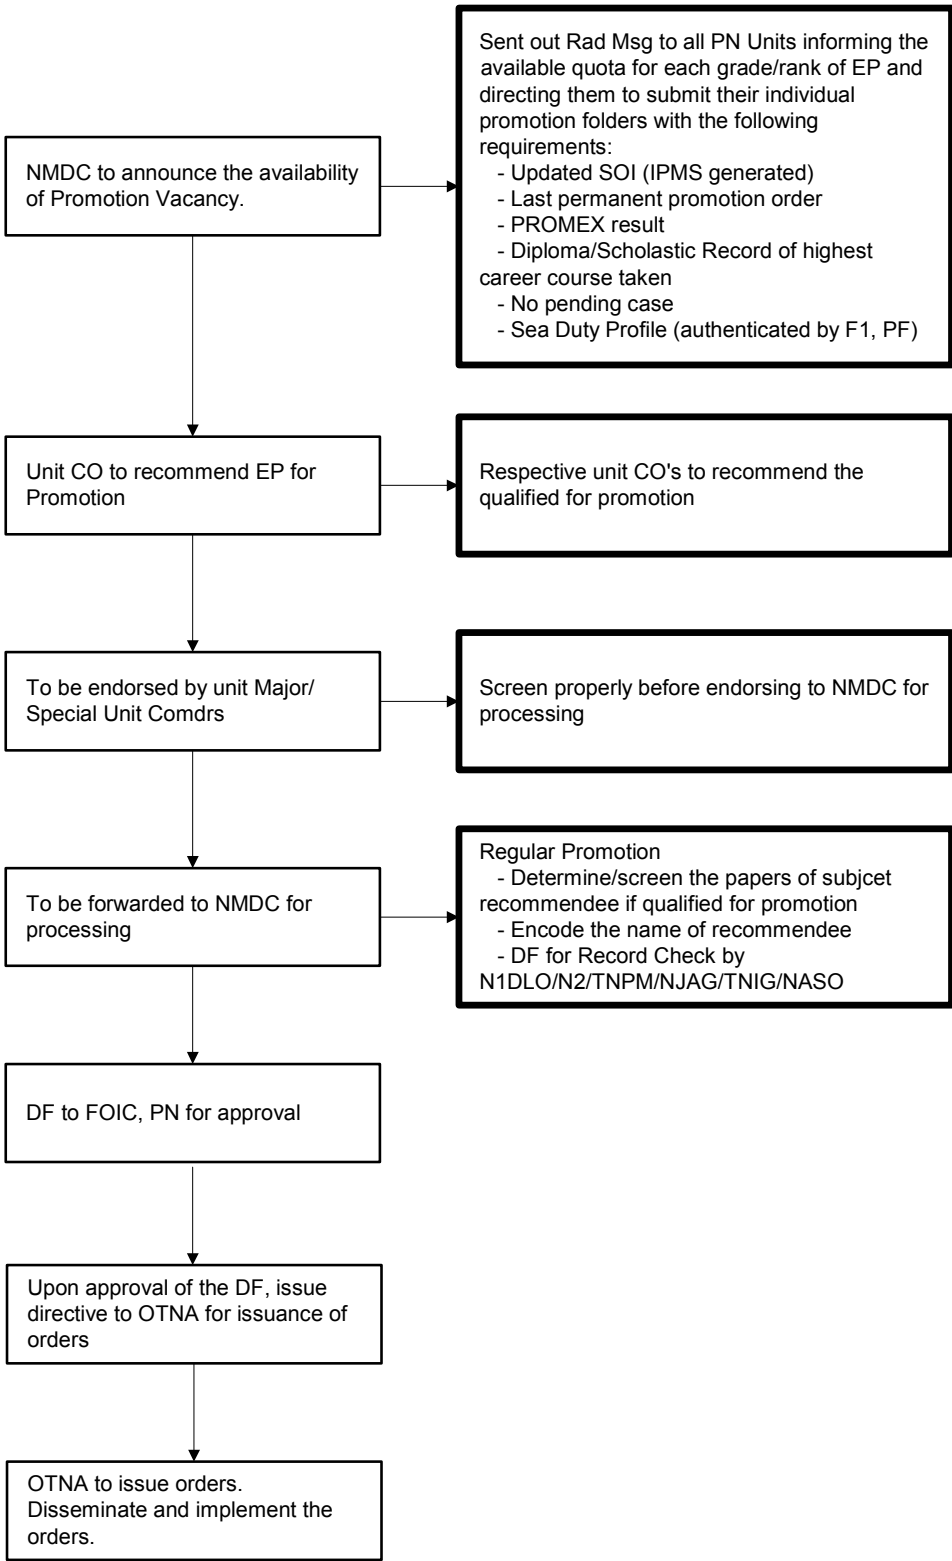 NMDC to announce the availability
of Promotion Vacancy.
Sent out Rad Msg to all PN Units informing the
available quota for each grade/rank of EP and
directing them to submit their individual
promotion folders with the following
requirements:
- Updated SOI (IPMS generated)
- Last permanent promotion order
- PROMEX result
- Diploma/Scholastic Record of highest
career course taken
- No pending case
- Sea Duty Profile (authenticated by F1, PF)
Unit CO to recommend EP for
Promotion
Respective unit CO's to recommend the
qualified for promotion
To be endorsed by unit Major/
Special Unit Comdrs
Screen properly before endorsing to NMDC for
processing
To be forwarded to NMDC for
processing
Regular Promotion
- Determine/screen the papers of subjcet
recommendee if qualified for promotion
- Encode the name of recommendee
- DF for Record Check by
N1DLO/N2/TNPM/NJAG/TNIG/NASO
DF to FOIC, PN for approval
Upon approval of the DF, issue
directive to OTNA for issuance of
orders
OTNA to issue orders.
Disseminate and implement the
orders.